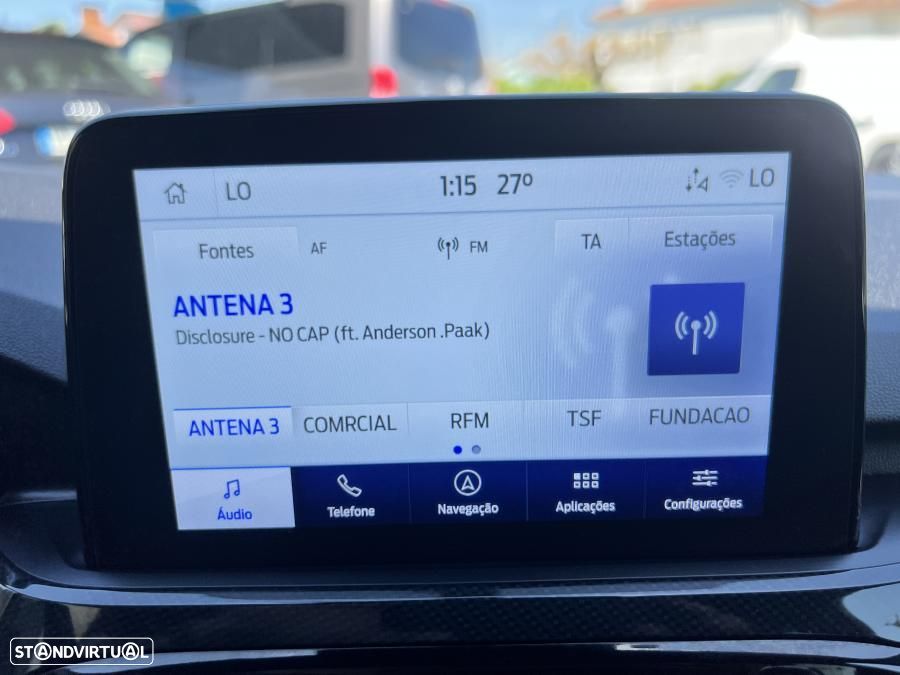 LO 1:15 27º LO
Fontes AF FM TA Estações
ANTENA 3
Disclosure - NO CAP (ft. Anderson .Paak)
ANTENA 3 COMRCIAL RFM TSF FUNDACAO
Áudio Telefone Navegação Aplicações Configurações
STANDVIRTUAL